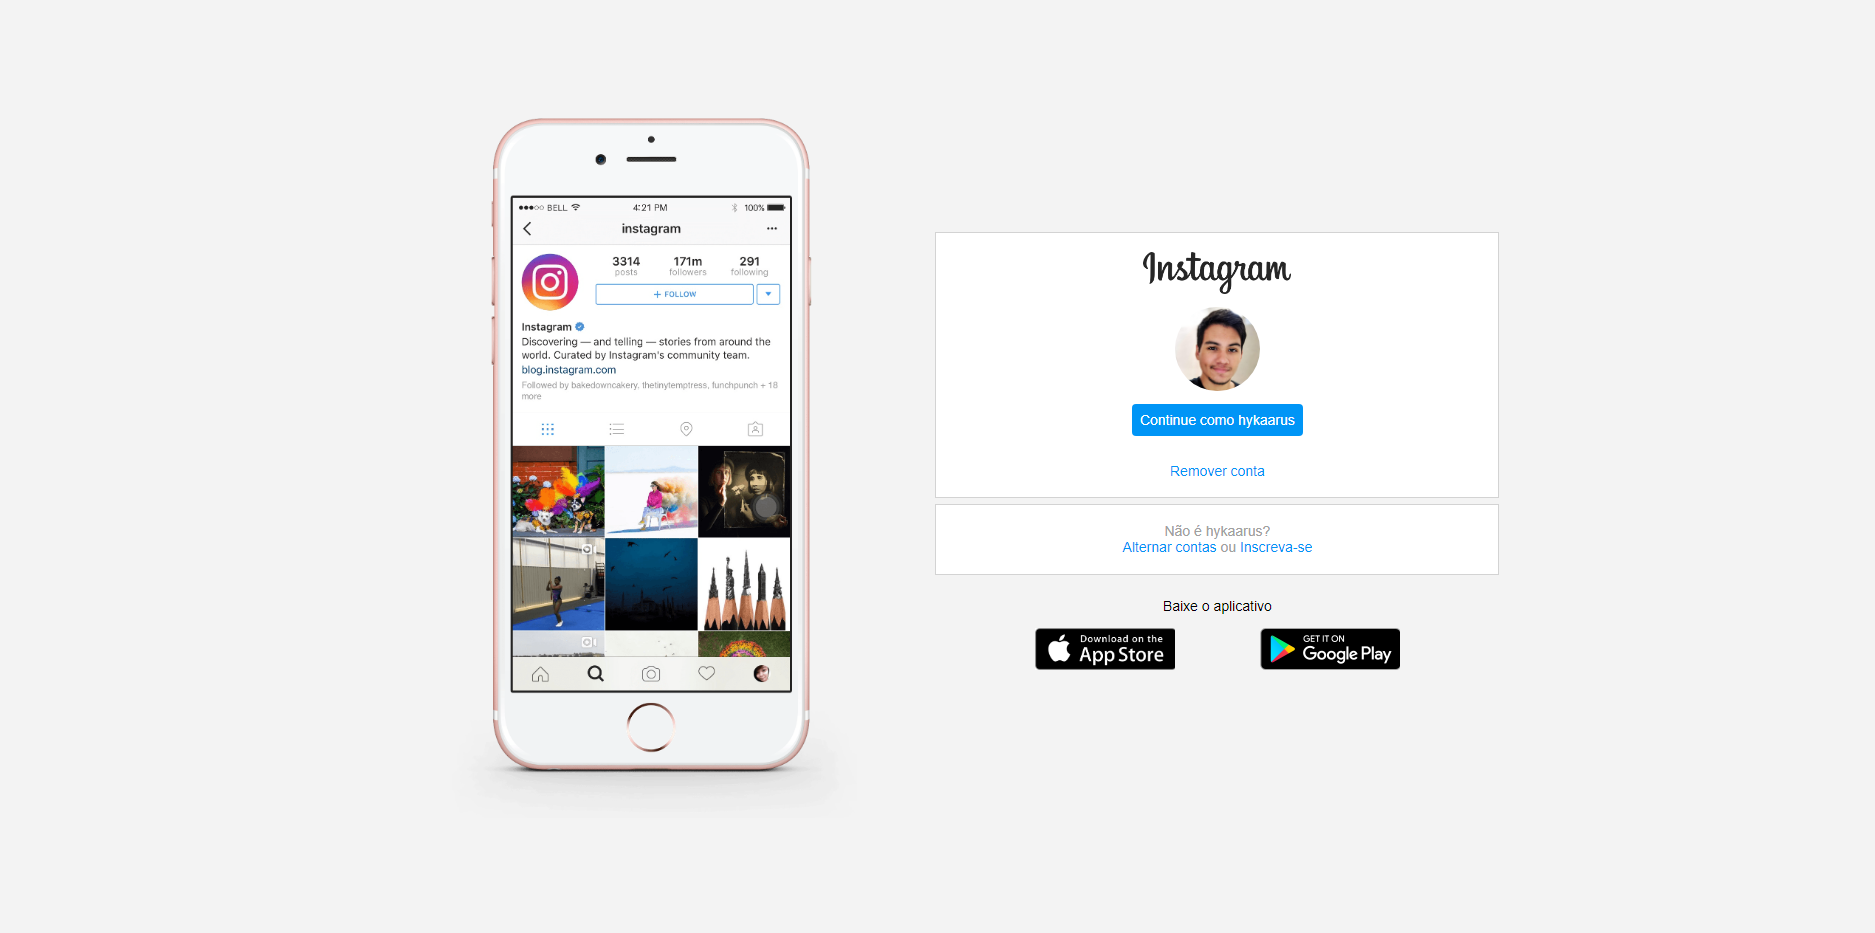 ●●●○○ BELL 4:21 PM 100%
instagram
3314 171m 291
posts followers following
+ FOLLOW
Instagram
Discovering — and telling — stories from around the
world. Curated by Instagram's community team.
blog.instagram.com
Followed by bakedowncakery, thetinytemptress, funchpunch + 18
more
Instagram
Continue como hykaarus
Remover conta
Não é hykaarus?
Alternar contas ou Inscreva-se
Baixe o aplicativo
Download on the
App Store
GET IT ON
Google Play